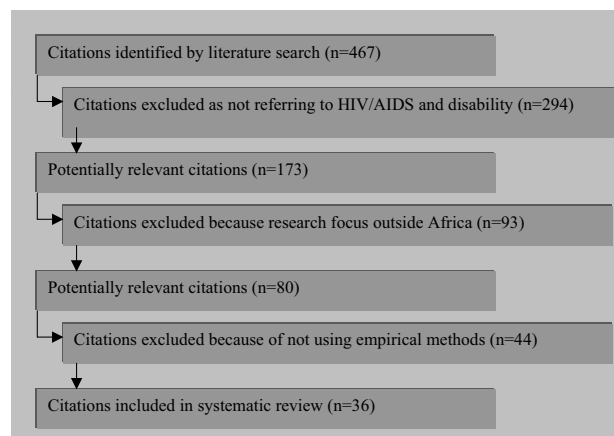 Citations identified by literature search (n=467)
Citations excluded as not referring to HIV/AIDS and disability (n=294)
Potentially relevant citations (n=173)
Citations excluded because research focus outside Africa (n=93)
Potentially relevant citations (n=80)
Citations excluded because of not using empirical methods (n=44)
Citations included in systematic review (n=36)